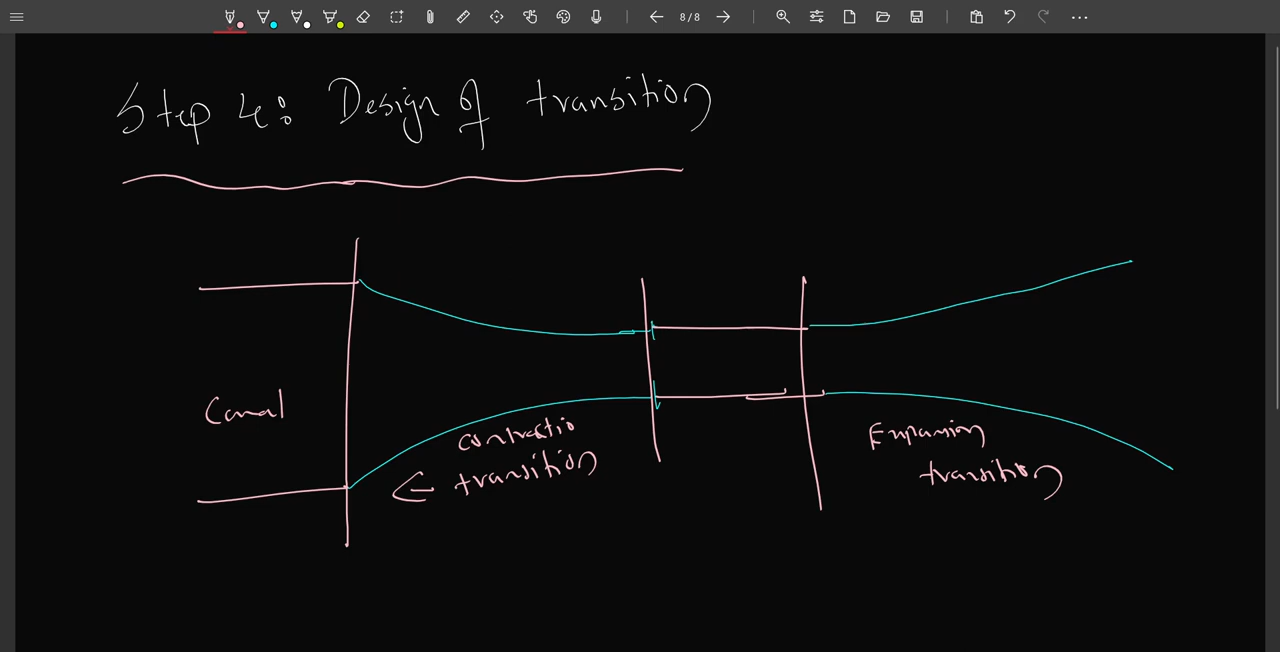 8/8
Step 4: Design of transition
Canal
contractio
transition
Expansion
transition